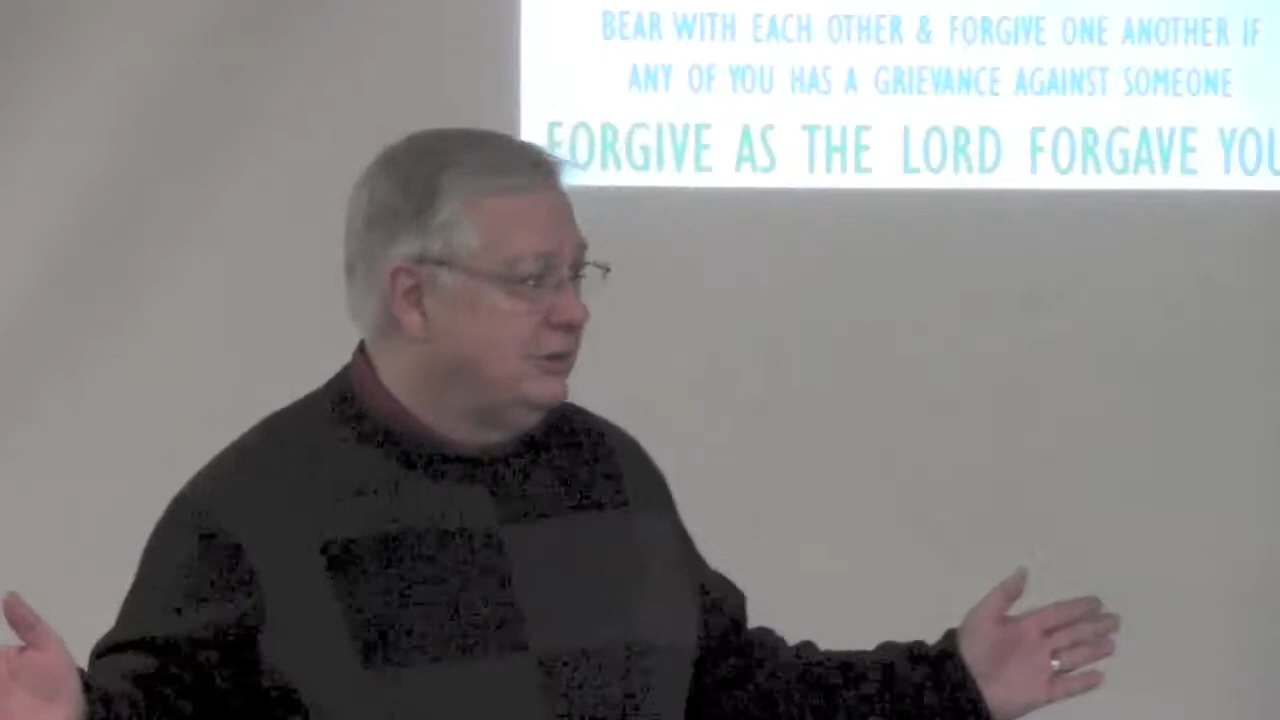 BEAR WITH EACH OTHER & FORGIVE ONE ANOTHER IF
ANY OF YOU HAS A GRIEVANCE AGAINST SOMEONE
FORGIVE AS THE LORD FORGAVE YOU